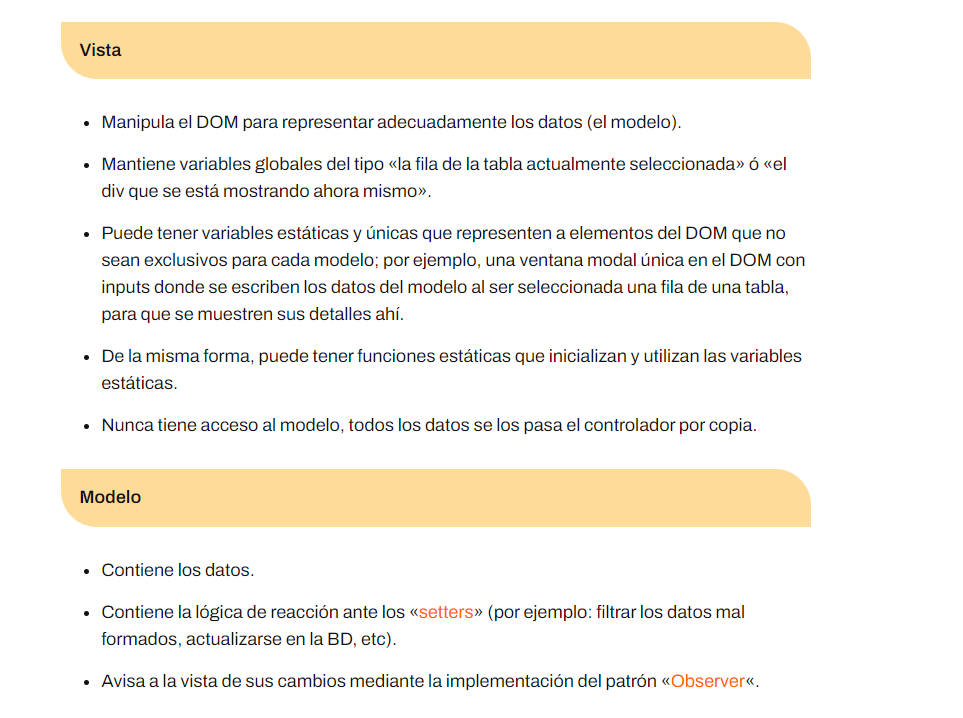 Vista
• Manipula el DOM para representar adecuadamente los datos (el modelo).
• Mantiene variables globales del tipo «la fila de la tabla actualmente seleccionada» ó «el
div que se está mostrando ahora mismo».
• Puede tener variables estáticas y únicas que representen a elementos del DOM que no
sean exclusivos para cada modelo; por ejemplo, una ventana modal única en el DOM con
inputs donde se escriben los datos del modelo al ser seleccionada una fila de una tabla,
para que se muestren sus detalles ahí.
• De la misma forma, puede tener funciones estáticas que inicializan y utilizan las variables
estáticas.
• Nunca tiene acceso al modelo, todos los datos se los pasa el controlador por copia.
Modelo
• Contiene los datos.
• Contiene la lógica de reacción ante los «setters» (por ejemplo: filtrar los datos mal
formados, actualizarse en la BD, etc).
• Avisa a la vista de sus cambios mediante la implementación del patrón «Observer«.